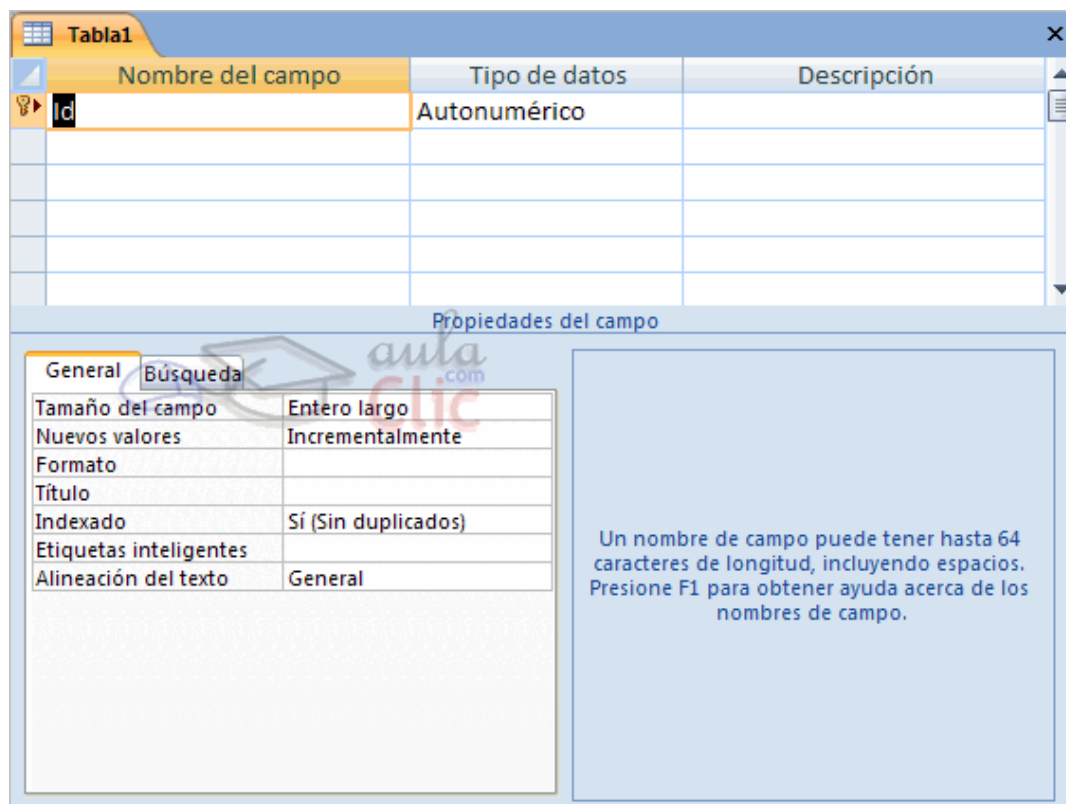 Tabla1
Nombre del campo Tipo de datos Descripción
Id Autonumérico
Propiedades del campo
aula
.com
Clic
General Búsqueda
Tamaño del campo Entero largo
Nuevos valores Incrementalmente
Formato
Título
Indexado Sí (Sin duplicados)
Etiquetas inteligentes
Alineación del texto General
Un nombre de campo puede tener hasta 64
caracteres de longitud, incluyendo espacios.
Presione F1 para obtener ayuda acerca de los
nombres de campo.